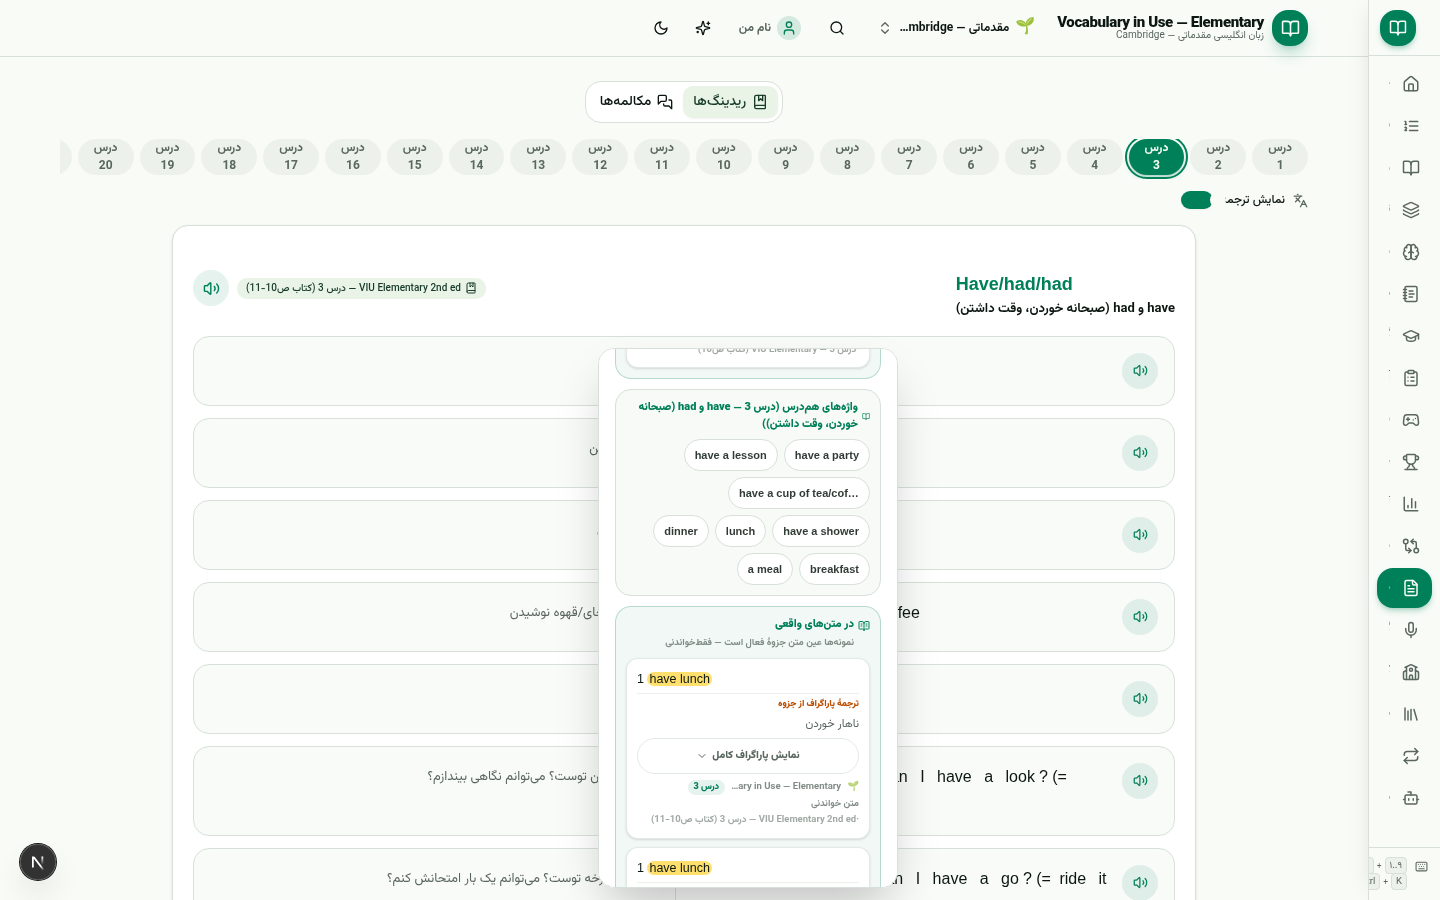 Vocabulary in Use — Elementary
زبان انگلیسی مقدماتی — Cambridge
مقدماتی — mbridge...
نام من
ریدینگ‌ها
مکالمه‌ها
درس 1
درس 2
درس 3
درس 4
درس 5
درس 6
درس 7
درس 8
درس 9
درس 10
درس 11
درس 12
درس 13
درس 14
درس 15
درس 16
درس 17
درس 18
درس 19
درس 20
نمایش ترجمه
Have/had/had
have و had (صبحانه خوردن، وقت داشتن)
VIU Elementary 2nd ed — درس 3 (کتاب ص10-11)
واژه‌های هم‌درس (درس 3 — have و had (صبحانه
خوردن، وقت داشتن))
have a party
have a lesson
have a cup of tea/cof...
have a shower
lunch
dinner
breakfast
a meal
در متن‌های واقعی
نمونه‌ها عین متن جزوهٔ فعال است — فقط‌خواندنی
1 have lunch
ترجمهٔ پاراگراف از جزوه
ناهار خوردن
نمایش پاراگراف کامل
...ary in Use — Elementary
درس 3
متن خواندنی
VIU Elementary 2nd ed — درس 3 (کتاب ص10-11)
1 have lunch
fee
چای/قهوه نوشیدن
I have a look ? (=
ن توست؟ می‌توانم نگاهی بیندازم؟
I have a go ? (= ride it
رخه توست؟ می‌توانم یک بار امتحانش کنم؟
N
+ ۱..۹
+ K